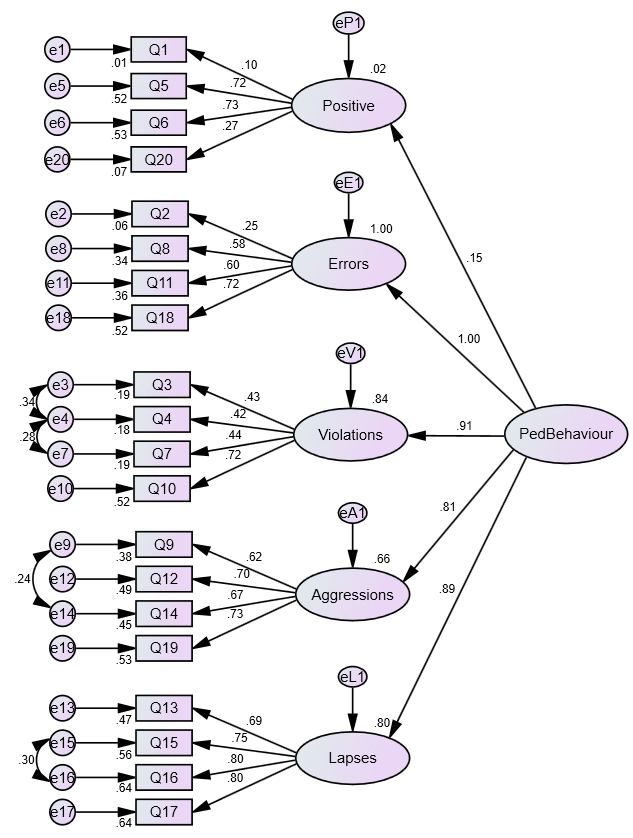 eP1
e1 .01 Q1 .10 .02
e5 .52 Q5 .72 Positive
e6 .53 Q6 .73
e20 .07 Q20 .27
eE1
e2 .06 Q2 .25 1.00
e8 .34 Q8 .58 Errors .15
e11 .36 Q11 .60
e18 .52 Q18 .72
1.00
eV1
e3 .19 Q3 .43 .84
.34
e4 .18 Q4 .42 Violations .91 PedBehaviour
.28
e7 .19 Q7 .44
e10 .52 Q10 .72
eA1 .81
e9 .38 Q9 .62 .66
.24 e12 .49 Q12 .70 Aggressions .89
e14 .45 Q14 .67
e19 .53 Q19 .73
eL1
e13 .47 Q13 .69 .80
e15 .56 Q15 .75 Lapses
.30
e16 .64 Q16 .80
e17 .64 Q17 .80